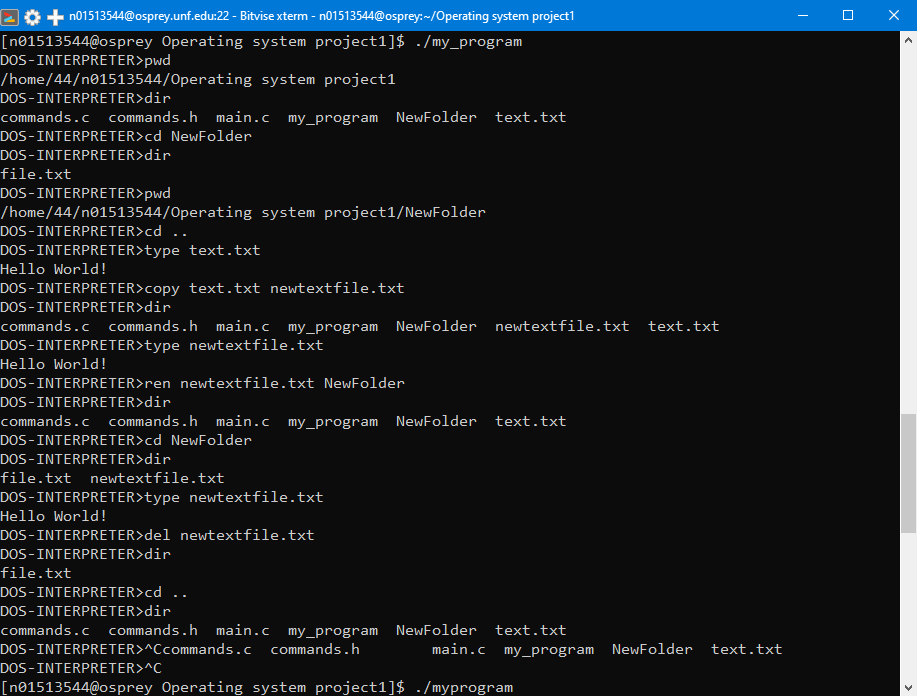 n01513544@osprey.unf.edu:22 - Bitvise xterm - n01513544@osprey:~/Operating system project1
[n01513544@osprey Operating system project1]$ ./my_program
DOS-INTERPRETER>pwd
/home/44/n01513544/Operating system project1
DOS-INTERPRETER>dir
commands.c  commands.h  main.c  my_program  NewFolder  text.txt
DOS-INTERPRETER>cd NewFolder
DOS-INTERPRETER>dir
file.txt
DOS-INTERPRETER>pwd
/home/44/n01513544/Operating system project1/NewFolder
DOS-INTERPRETER>cd ..
DOS-INTERPRETER>type text.txt
Hello World!
DOS-INTERPRETER>copy text.txt newtextfile.txt
DOS-INTERPRETER>dir
commands.c  commands.h  main.c  my_program  NewFolder  newtextfile.txt  text.txt
DOS-INTERPRETER>type newtextfile.txt
Hello World!
DOS-INTERPRETER>ren newtextfile.txt NewFolder
DOS-INTERPRETER>dir
commands.c  commands.h  main.c  my_program  NewFolder  text.txt
DOS-INTERPRETER>cd NewFolder
DOS-INTERPRETER>dir
file.txt  newtextfile.txt
DOS-INTERPRETER>type newtextfile.txt
Hello World!
DOS-INTERPRETER>del newtextfile.txt
DOS-INTERPRETER>dir
file.txt
DOS-INTERPRETER>cd ..
DOS-INTERPRETER>dir
commands.c  commands.h  main.c  my_program  NewFolder  text.txt
DOS-INTERPRETER>^Ccommands.c  commands.h        main.c  my_program  NewFolder  text.txt
DOS-INTERPRETER>^C
[n01513544@osprey Operating system project1]$ ./myprogram